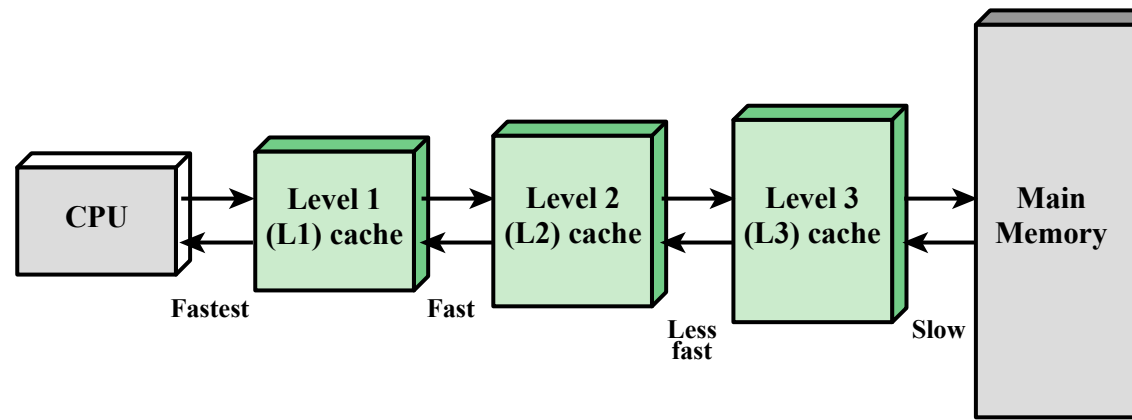 CPU
Level 1
(L1) cache
Level 2
(L2) cache
Level 3
(L3) cache
Main
Memory
Fastest
Fast
Less
fast
Slow